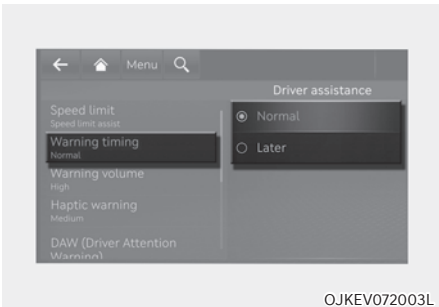 Menu
Driver assistance
Speed limit
Speed limit assist
Warning timing
Normal
Warning volume
High
Haptic warning
Medium
DAW (Driver Attention
Warning)
Normal
Later
OJKEV072003L